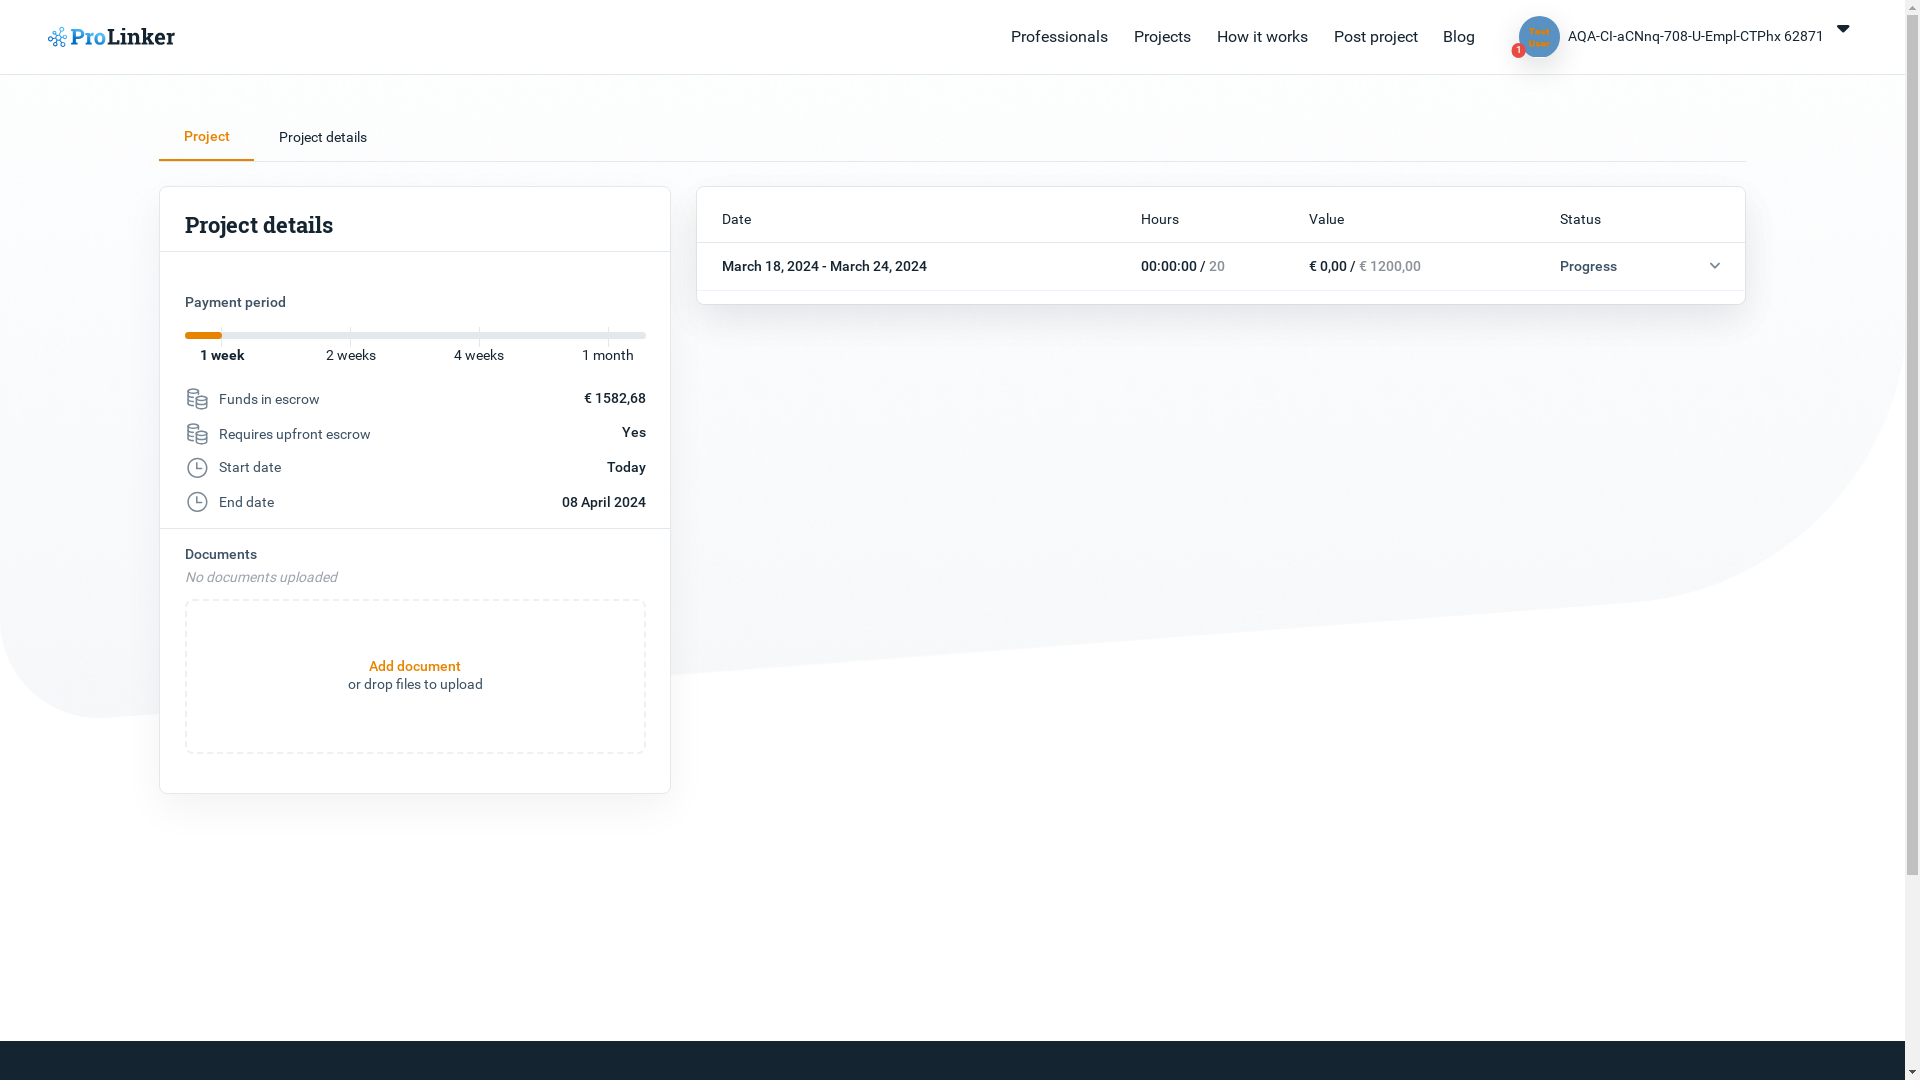 ProLinker
Professionals Projects How it works Post project Blog
Test
User
1
AQA-CI-aCNnq-708-U-Empl-CTPhx 62871
Project Project details
Project details
Payment period
1 week 2 weeks 4 weeks 1 month
Funds in escrow € 1582,68
Requires upfront escrow Yes
Start date Today
End date 08 April 2024
Documents
No documents uploaded
Add document
or drop files to upload
Date Hours Value Status
March 18, 2024 - March 24, 2024 00:00:00 / 20 € 0,00 / € 1200,00 Progress